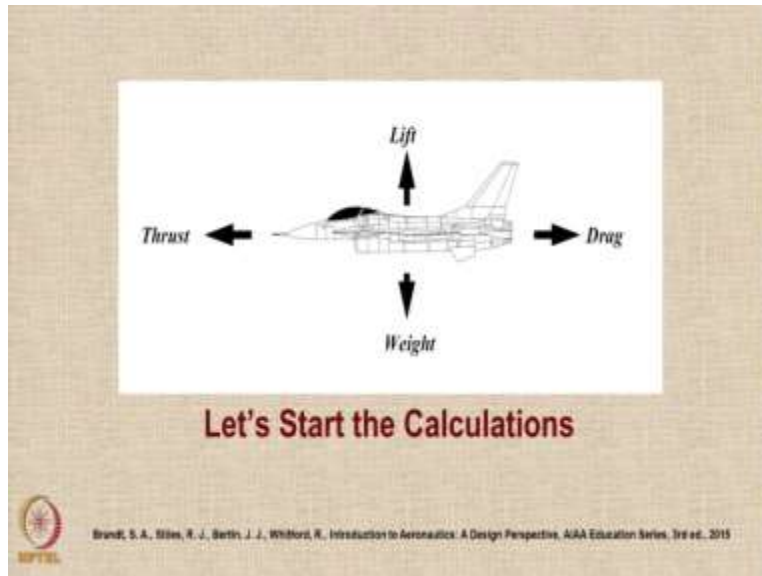 Lift
Thrust
Drag
Weight
Let's Start the Calculations
Brandt, S. A., Stiles, R. J., Bertin, J. J., Whitford, R., Introduction to Aeronautics: A Design Perspective, AIAA Education Series, 3rd ed., 2015
NPTEL